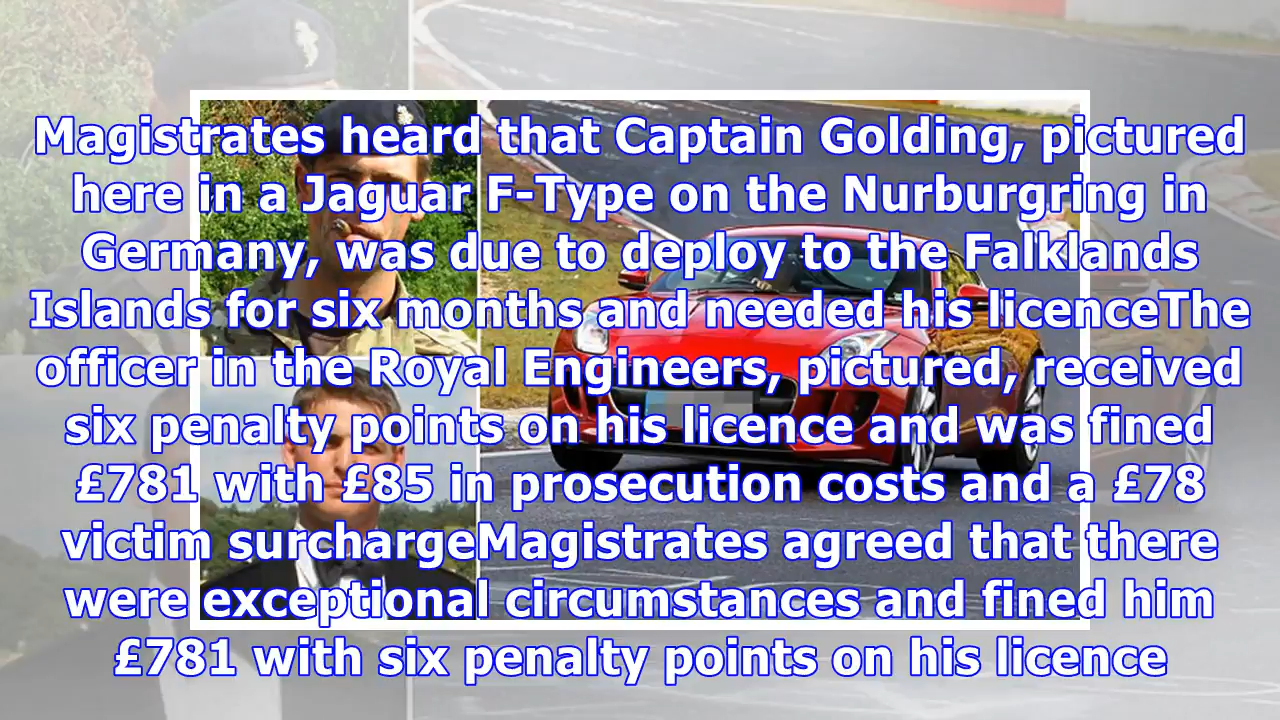 Magistrates heard that Captain Golding, pictured
here in a Jaguar F-Type on the Nurburgring in
Germany, was due to deploy to the Falklands
Islands for six months and needed his licenceThe
officer in the Royal Engineers, pictured, received
six penalty points on his licence and was fined
£781 with £85 in prosecution costs and a £78
victim surchargeMagistrates agreed that there
were exceptional circumstances and fined him
£781 with six penalty points on his licence